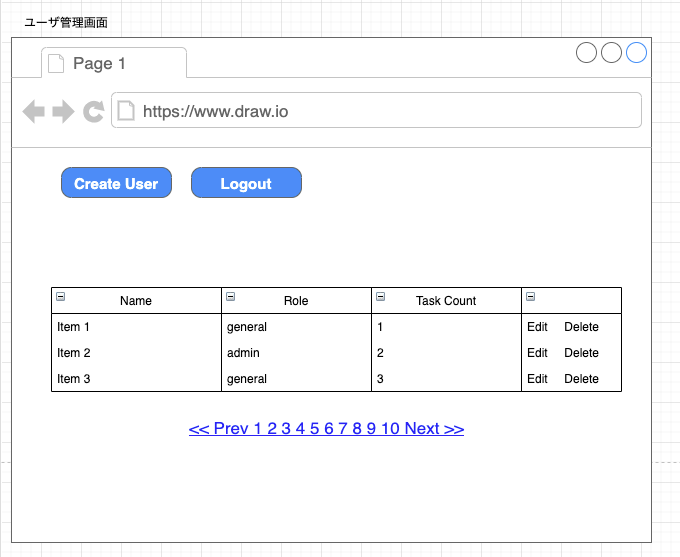 ユーザ管理画面
Page 1
https://www.draw.io
Create User Logout
Name Role Task Count
Item 1 general 1 Edit Delete
Item 2 admin 2 Edit Delete
Item 3 general 3 Edit Delete
<< Prev 1 2 3 4 5 6 7 8 9 10 Next >>